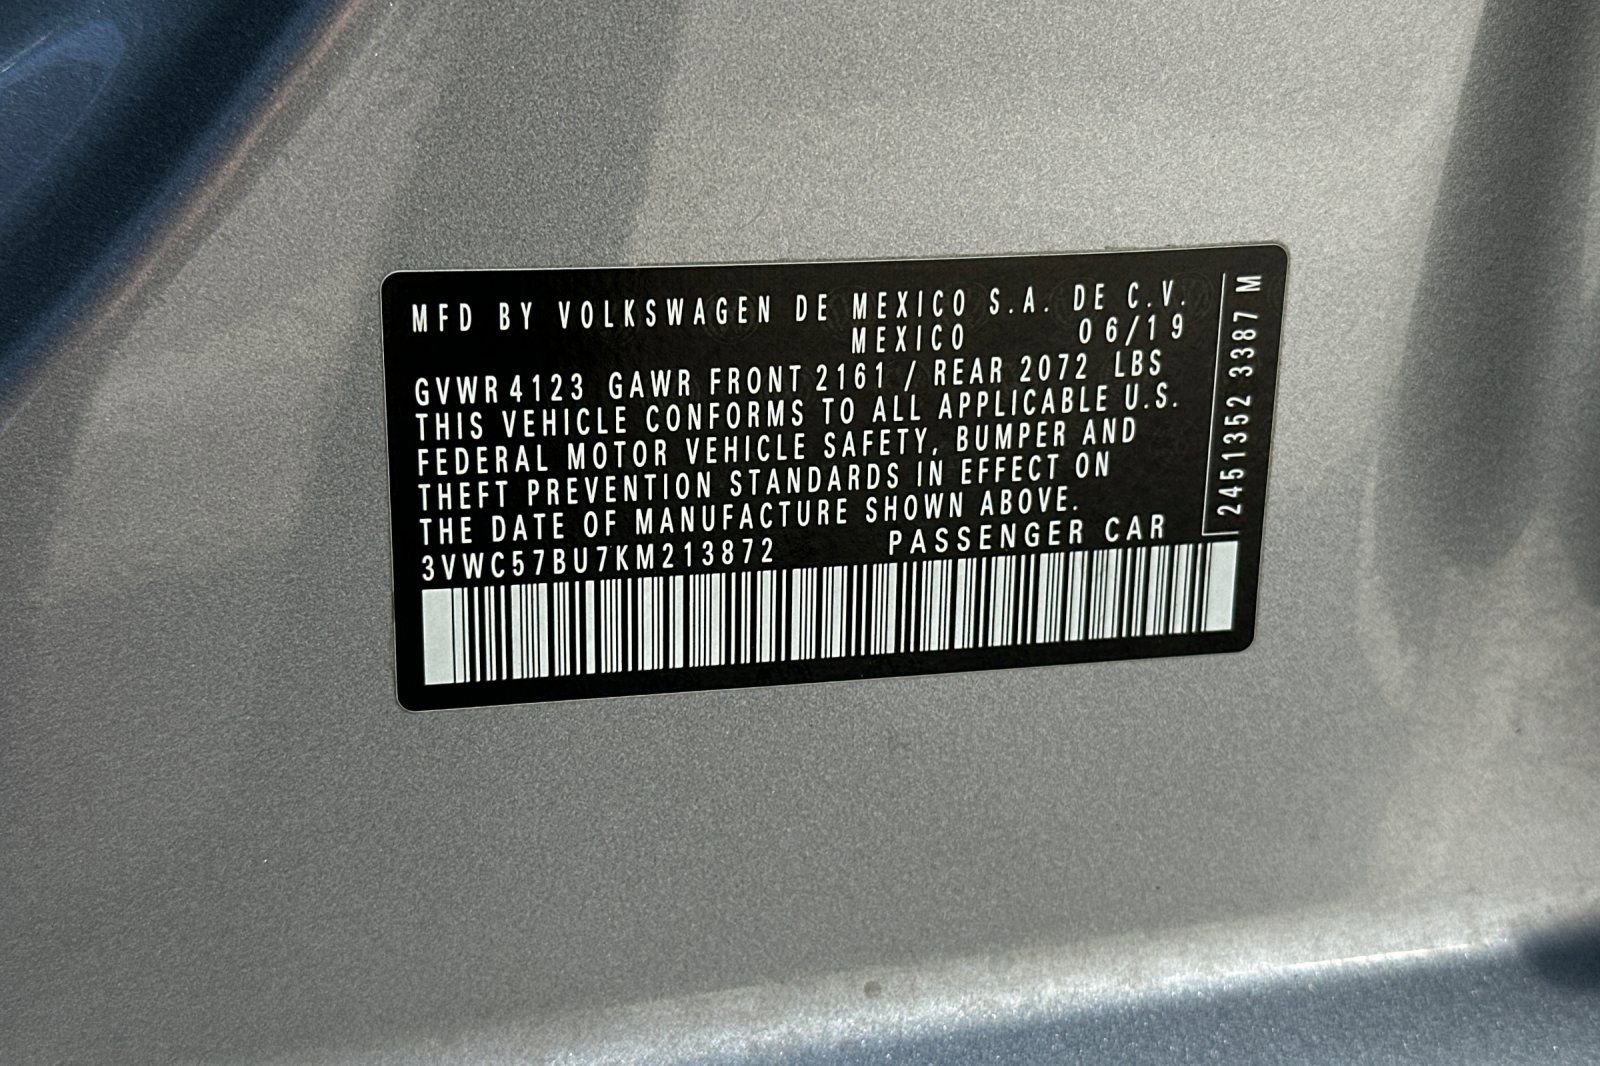 MFD BY VOLKSWAGEN DE MEXICO S.A. DE C.V.
MEXICO 06/19
GVWR 4123 GAWR FRONT 2161 / REAR 2072 LBS
THIS VEHICLE CONFORMS TO ALL APPLICABLE U.S.
FEDERAL MOTOR VEHICLE SAFETY, BUMPER AND
THEFT PREVENTION STANDARDS IN EFFECT ON
THE DATE OF MANUFACTURE SHOWN ABOVE.
3VWC57BU7KM213872 PASSENGER CAR
2451352 3387 M